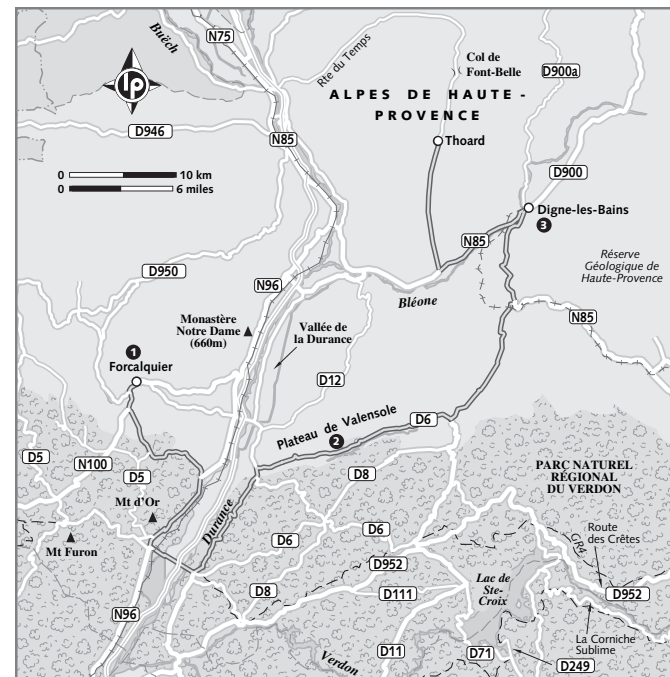 Buëch
N75
Rte du Temps
Col de
Font-Belle
D900a
lp
ALPES DE HAUTE -
PROVENCE
D946
N85
Thoard
0 10 km
0 6 miles
D900
Digne-les-Bains
3
N85
Réserve
Géologique de
Haute-Provence
D950
N96
Bléone
Monastère
Notre Dame
(660m)
Vallée de
la Durance
N85
1
Forcalquier
D12
Plateau de Valensole
2
D6
D5
N100
D5
D8
PARC NATUREL
RÉGIONAL
DU VERDON
Mt d'Or
Durance
Mt Furon
D6
D6
GR4
Route
des Crêtes
D952
Lac de
Ste-
Croix
D8
D111
D952
N96
La Corniche
Sublime
Verdon
D11
D71
D249